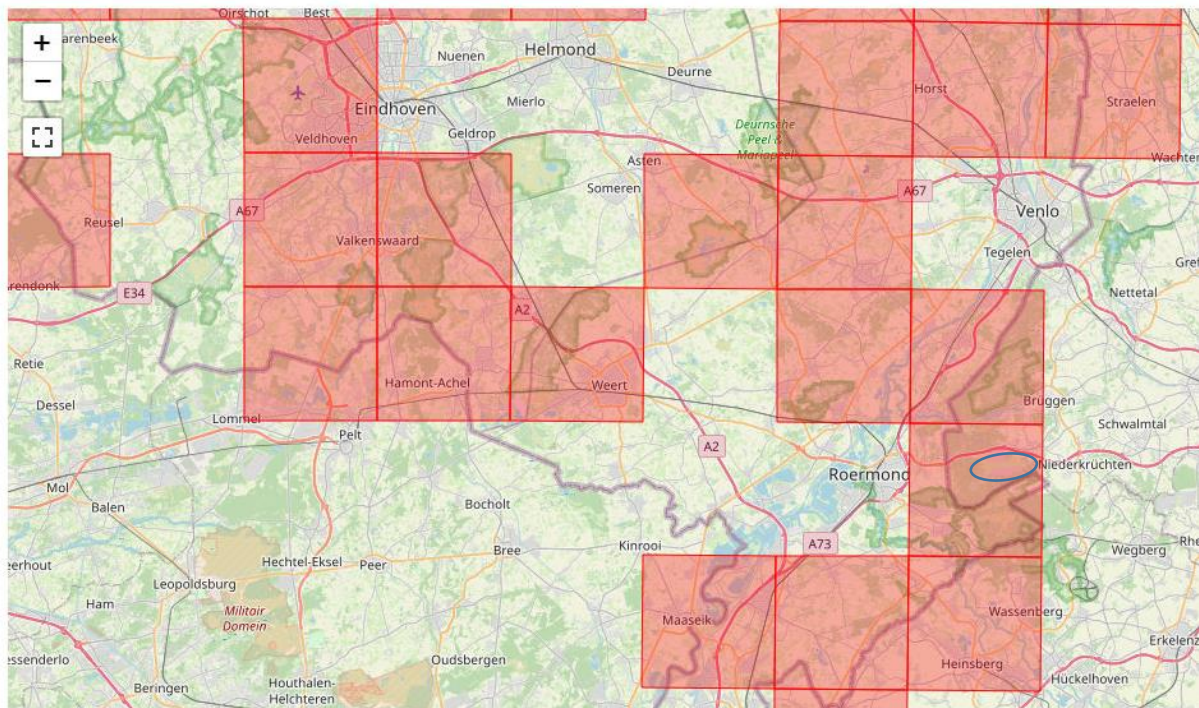 Oirschot
Best
+
arenbeek
Nuenen
Helmond
Deurne
Horst
Straelen
−
Eindhoven
Mierlo
Veldhoven
Geldrop
Deurnsche
Peel &
Mariapeel
Asten
Wachten
Someren
A67
A67
Reusel
Valkenswaard
Venlo
Tegelen
Gref
rendonk
E34
Nettetal
A2
Retie
Hamont-Achel
Weert
Bruggen
Dessel
Lommel
Schwalmtal
Pelt
A2
Roermond
Niederkrüchten
Mol
Balen
Bocholt
Kinrooi
A73
Wegberg
Rhe
Bree
Hechtel-Eksel
Peer
eerhout
Leopoldsburg
Ham
Militair
Domein
Maaseik
Wassenberg
Erkelenz
essenderlo
Oudsbergen
Heinsberg
Beringen
Houthalen-
Helchteren
Hückelhoven